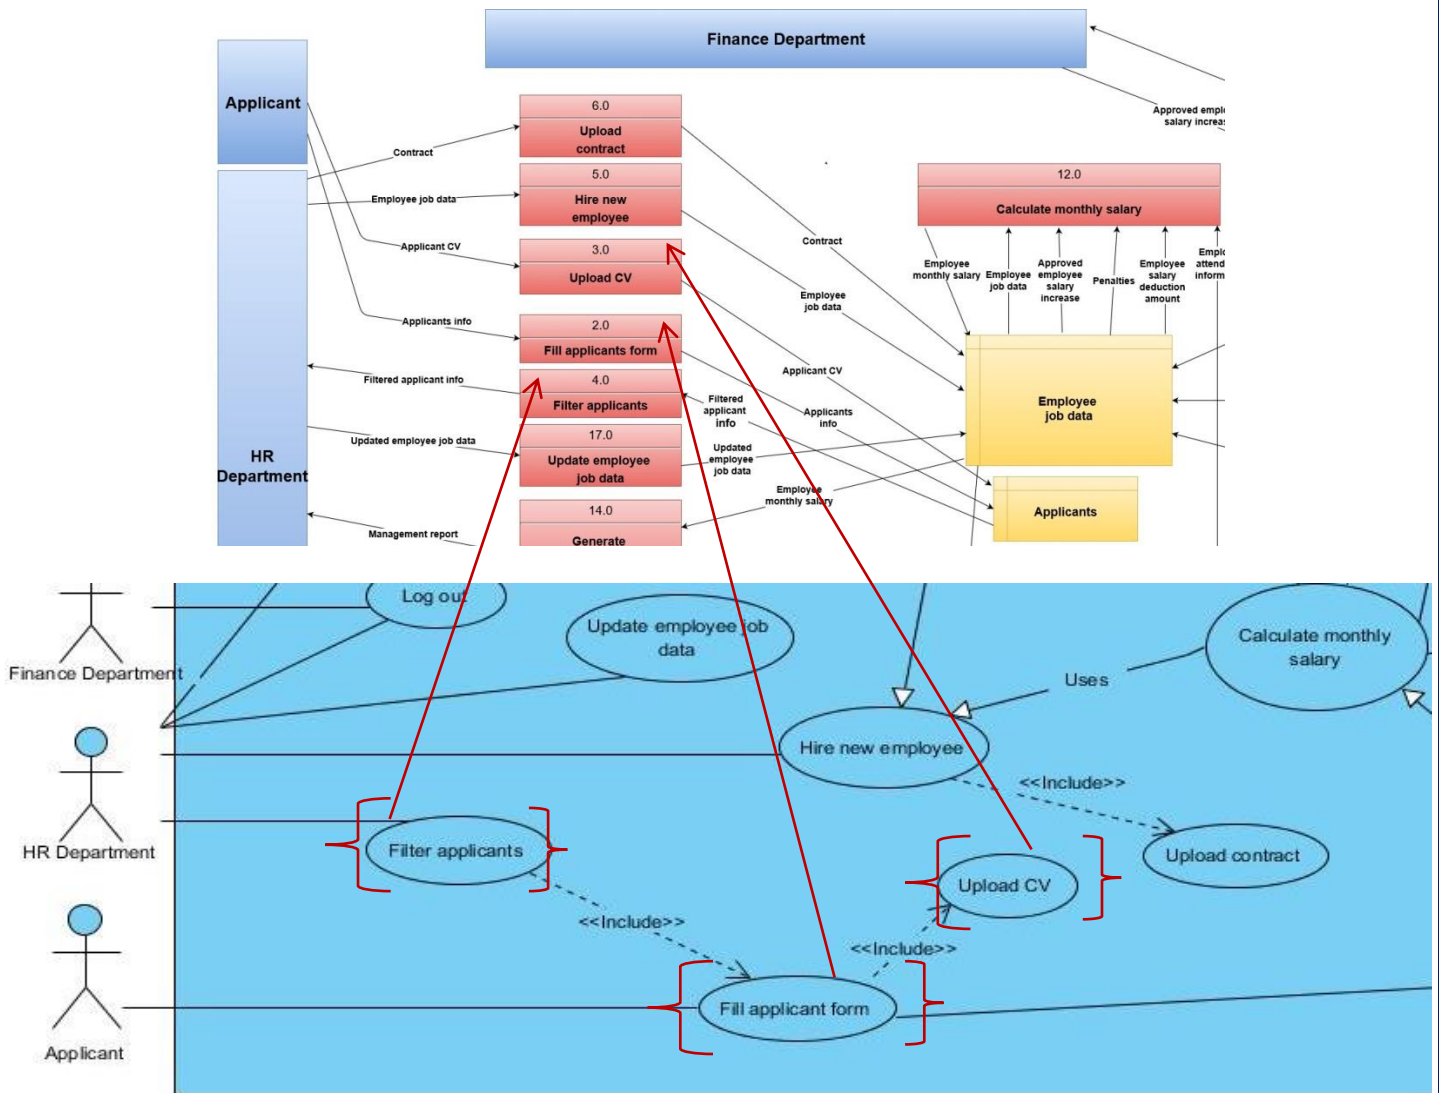 Finance Department
Applicant
HR
Department
6.0
Upload
contract
5.0
Hire new
employee
3.0
Upload CV
2.0
Fill applicants form
4.0
Filter applicants
17.0
Update employee
job data
14.0
Generate
12.0
Calculate monthly salary
Employee
job data
Applicants
Contract
Employee job data
Applicant CV
Applicants info
Filtered applicant info
Updated employee job data
Management report
Contract
Employee
job data
Applicant CV
Filtered
applicant
info
Applicants
info
Updated
employee
job data
Employee
monthly salary
Employee
monthly salary
Employee
job data
Approved
employee
salary
increase
Penalties
Employee
salary
deduction
amount
Emplo
attend
inform
Approved empl
salary increas
Log out
Update employee job
data
Calculate monthly
salary
Finance Department
Uses
Hire new employee
<<Include>>
HR Department
Filter applicants
Upload contract
Upload CV
<<Include>>
<<Include>>
Fill applicant form
Applicant